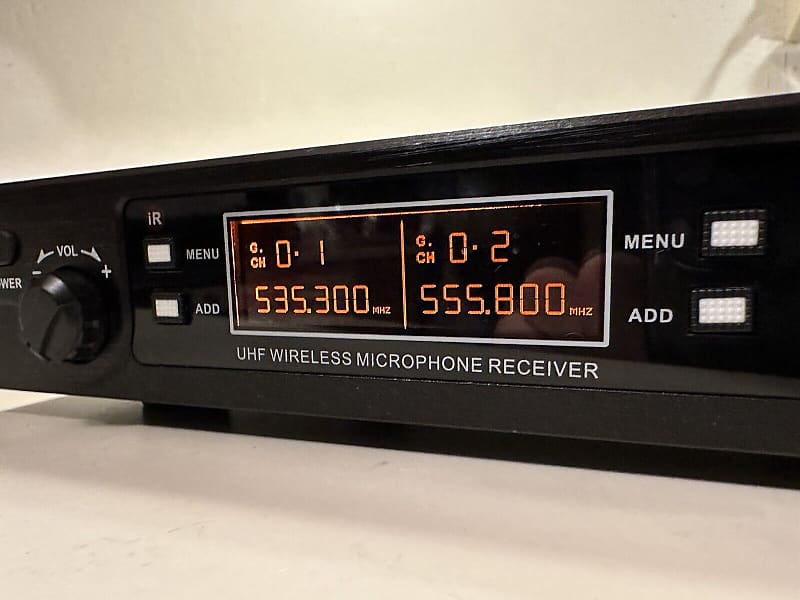 iR
VOL
- +
OWER
MENU
ADD
G. CH 0. 1
535.300 MHZ
G. CH 0. 2
555.800 MHZ
MENU
ADD
UHF WIRELESS MICROPHONE RECEIVER